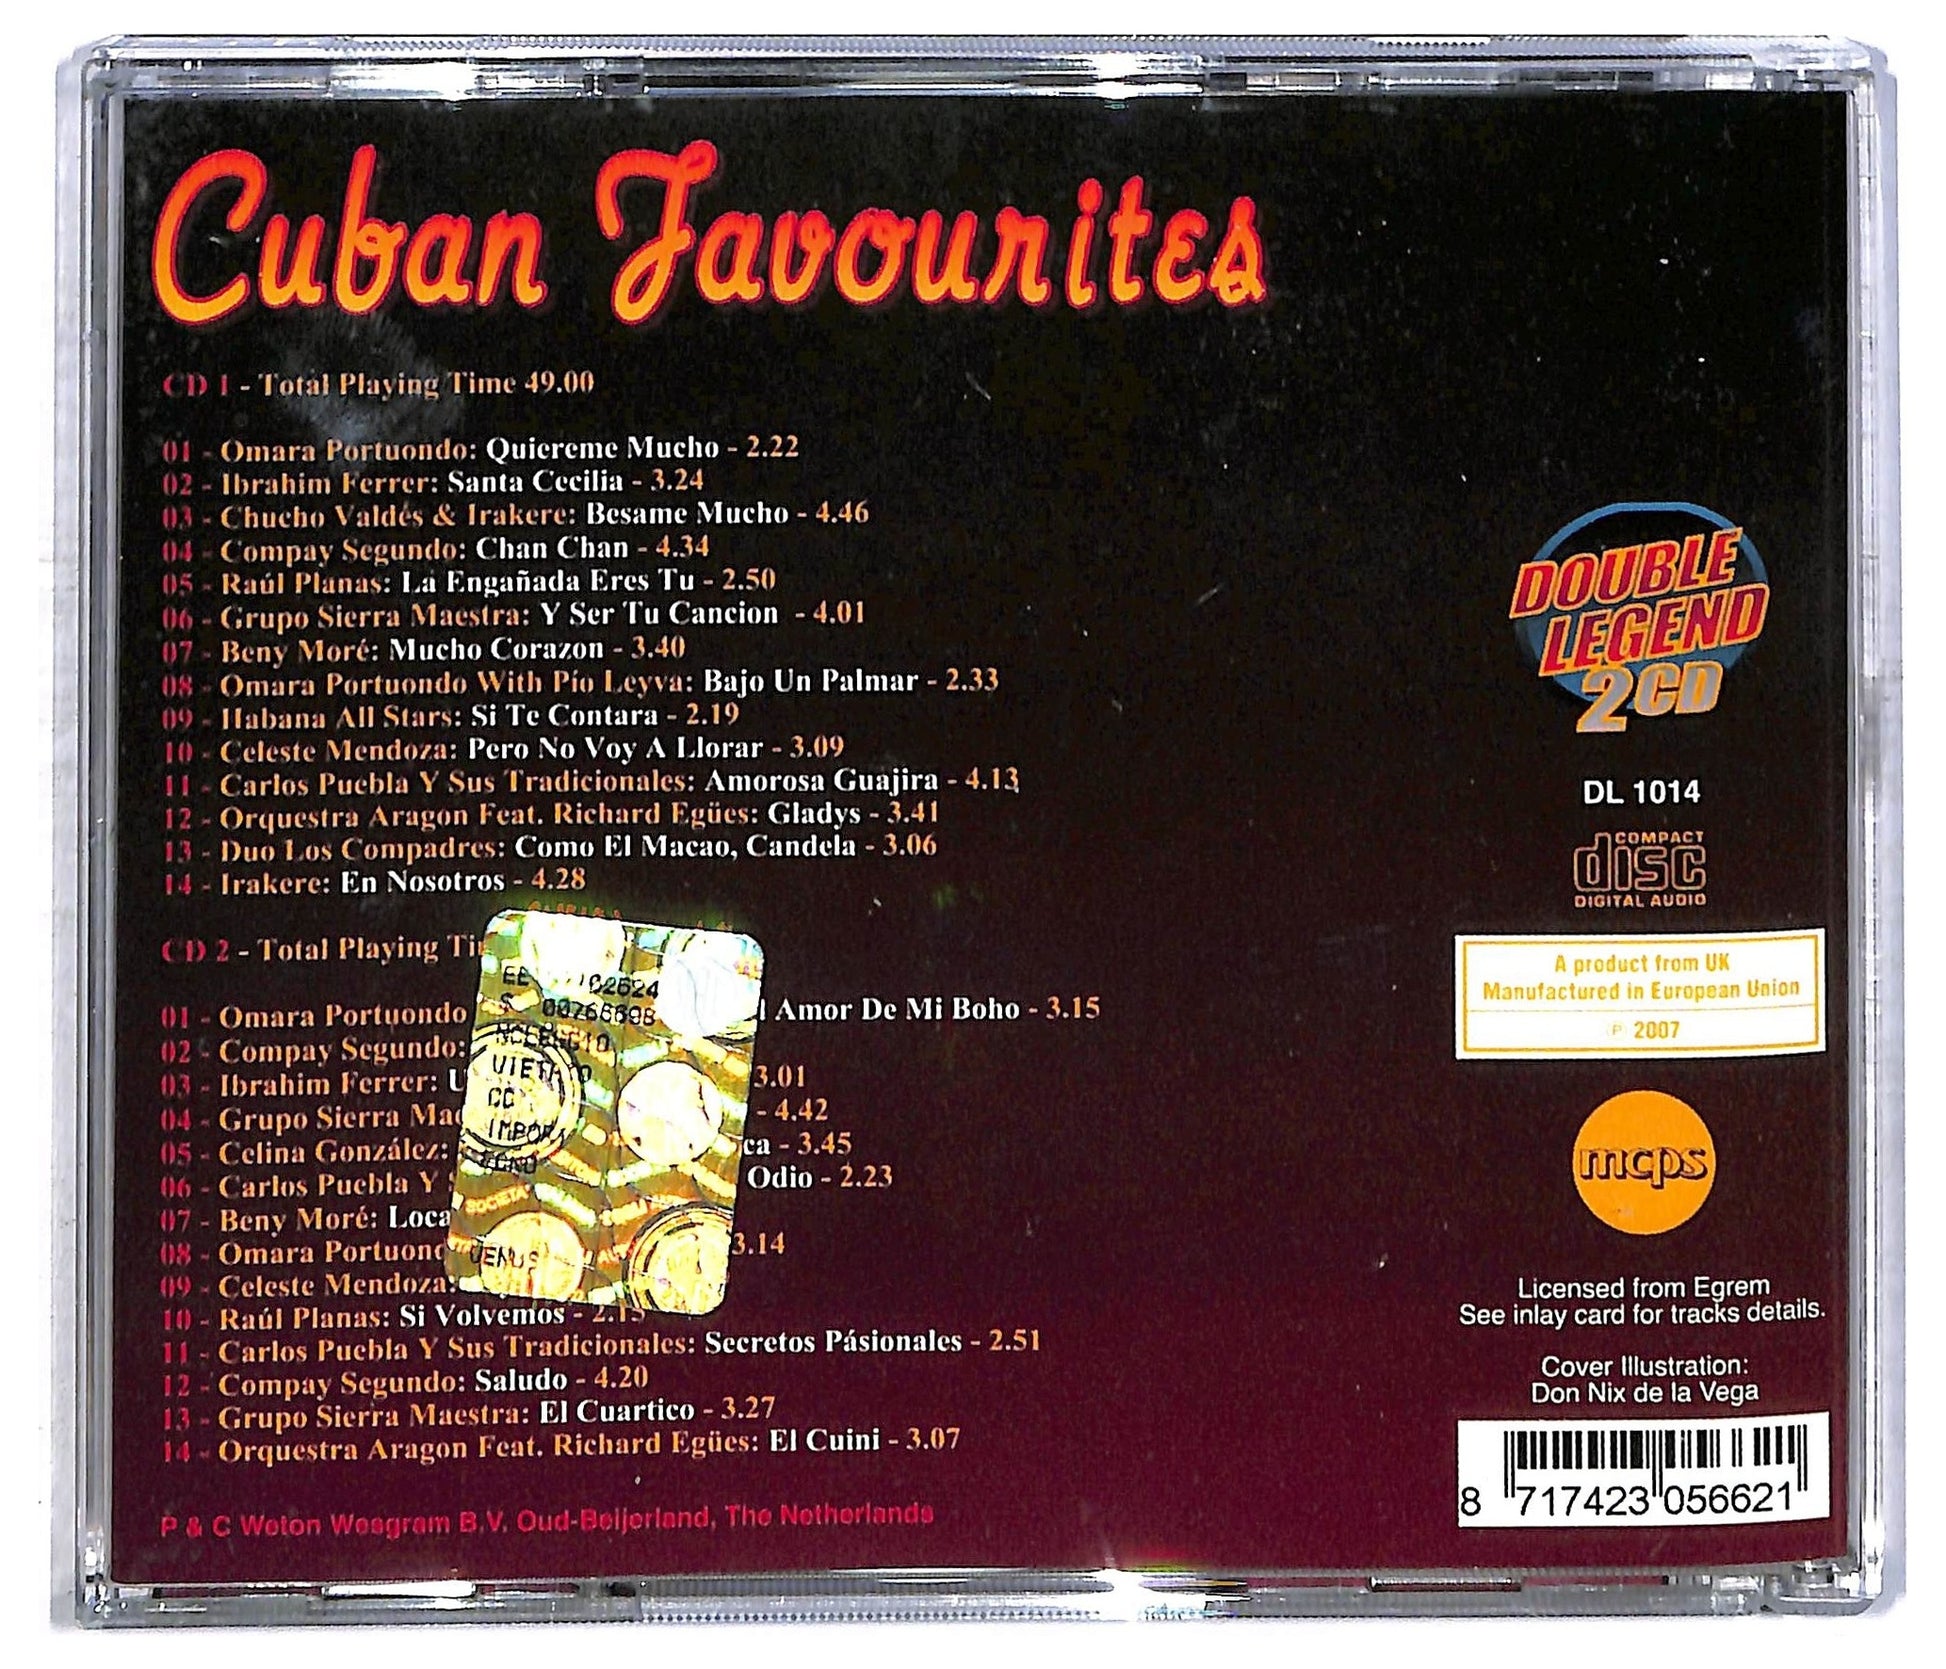 Cuban Favourites
CD 1 - Total Playing Time 49.00
01 - Omara Portuondo: Quiereme Mucho - 2.22
02 - Ibrahim Ferrer: Santa Cecilia - 3.24
03 - Chucho Valdés & Irakere: Besame Mucho - 4.46
04 - Compay Segundo: Chan Chan - 4.34
05 - Raúl Planas: La Engañada Eres Tu - 2.50
06 - Grupo Sierra Maestra: Y Ser Tu Cancion - 4.01
07 - Beny Moré: Mucho Corazon - 3.40
08 - Omara Portuondo With Pío Leyva: Bajo Un Palmar - 2.33
09 - Habana All Stars: Si Te Contara - 2.19
10 - Celeste Mendoza: Pero No Voy A Llorar - 3.09
11 - Carlos Puebla Y Sus Tradicionales: Amorosa Guajira - 4.13
12 - Orquestra Aragon Feat. Richard Egües: Gladys - 3.41
13 - Duo Los Compadres: Como El Macao, Candela - 3.06
14 - Irakere: En Nosotros - 4.28
CD 2 - Total Playing
01 - Omara Portuondo Amor De Mi Boho - 3.15
02 - Compay Segundo:
03 - Ibrahim Ferrer: 3.01
04 - Grupo Sierra - 4.42
05 - Celina González: - 3.45
06 - Carlos Puebla Y Odio - 2.23
07 - Beny Moré:
08 - Omara 3.14
09 - Celeste Mendoza:
10 - Raúl Planas: Si Volvemos - 2.15
11 - Carlos Puebla Y Sus Tradicionales: Secretos Pásionales - 2.51
12 - Compay Segundo: Saludo - 4.20
13 - Grupo Sierra Maestra: El Cuartico - 3.27
14 - Orquestra Aragon Feat. Richard Egües: El Cuini - 3.07
P & C Weton Wesgram B.V. Oud-Beijerland, The Netherlands
00766698
CD
VENUS
DOUBLE
LEGEND
2CD
DL 1014
COMPACT
disc
DIGITAL AUDIO
A product from UK
Manufactured in European Union
℗ 2007
mcps
Licensed from Egrem
See inlay card for tracks details.
Cover Illustration:
Don Nix de la Vega
8 717423 056621